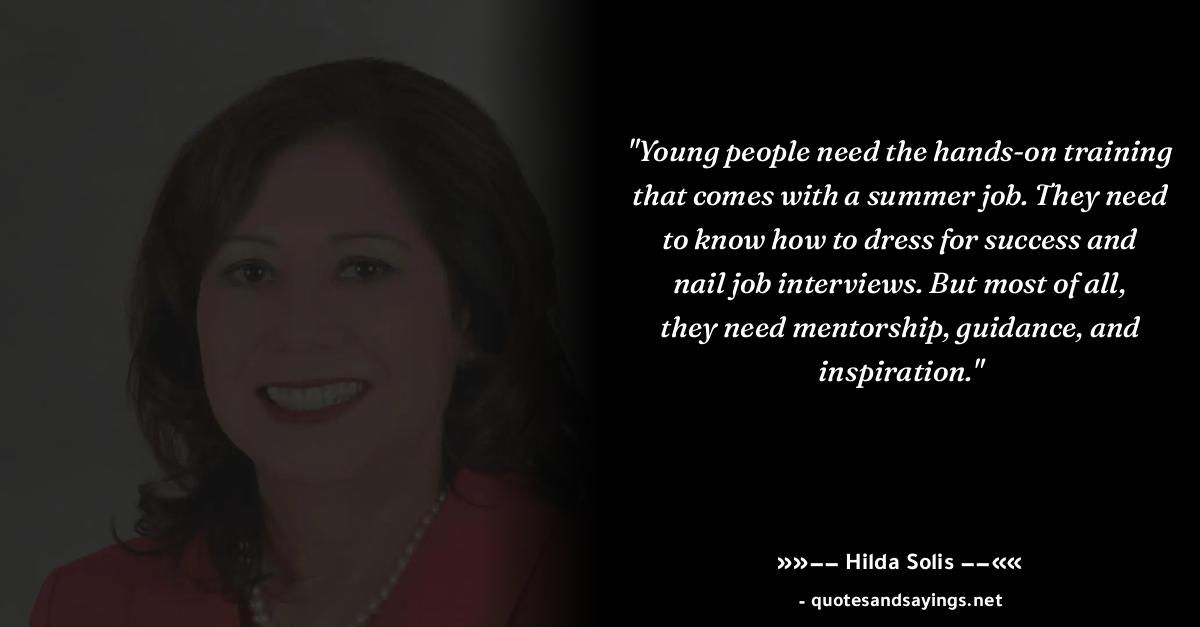 "Young people need the hands-on training
that comes with a summer job. They need
to know how to dress for success and
nail job interviews. But most of all,
they need mentorship, guidance, and
inspiration."
»»−− Hilda Solis −−««
- quotesandsayings.net